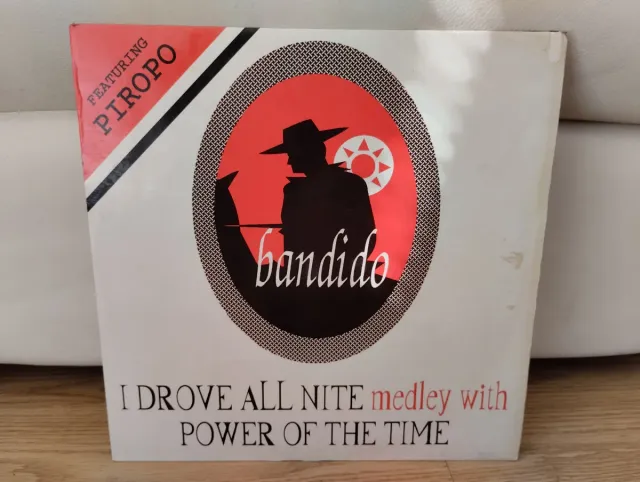 FEATURING
PIROPO
bandido
I DROVE ALL NITE medley with
POWER OF THE TIME